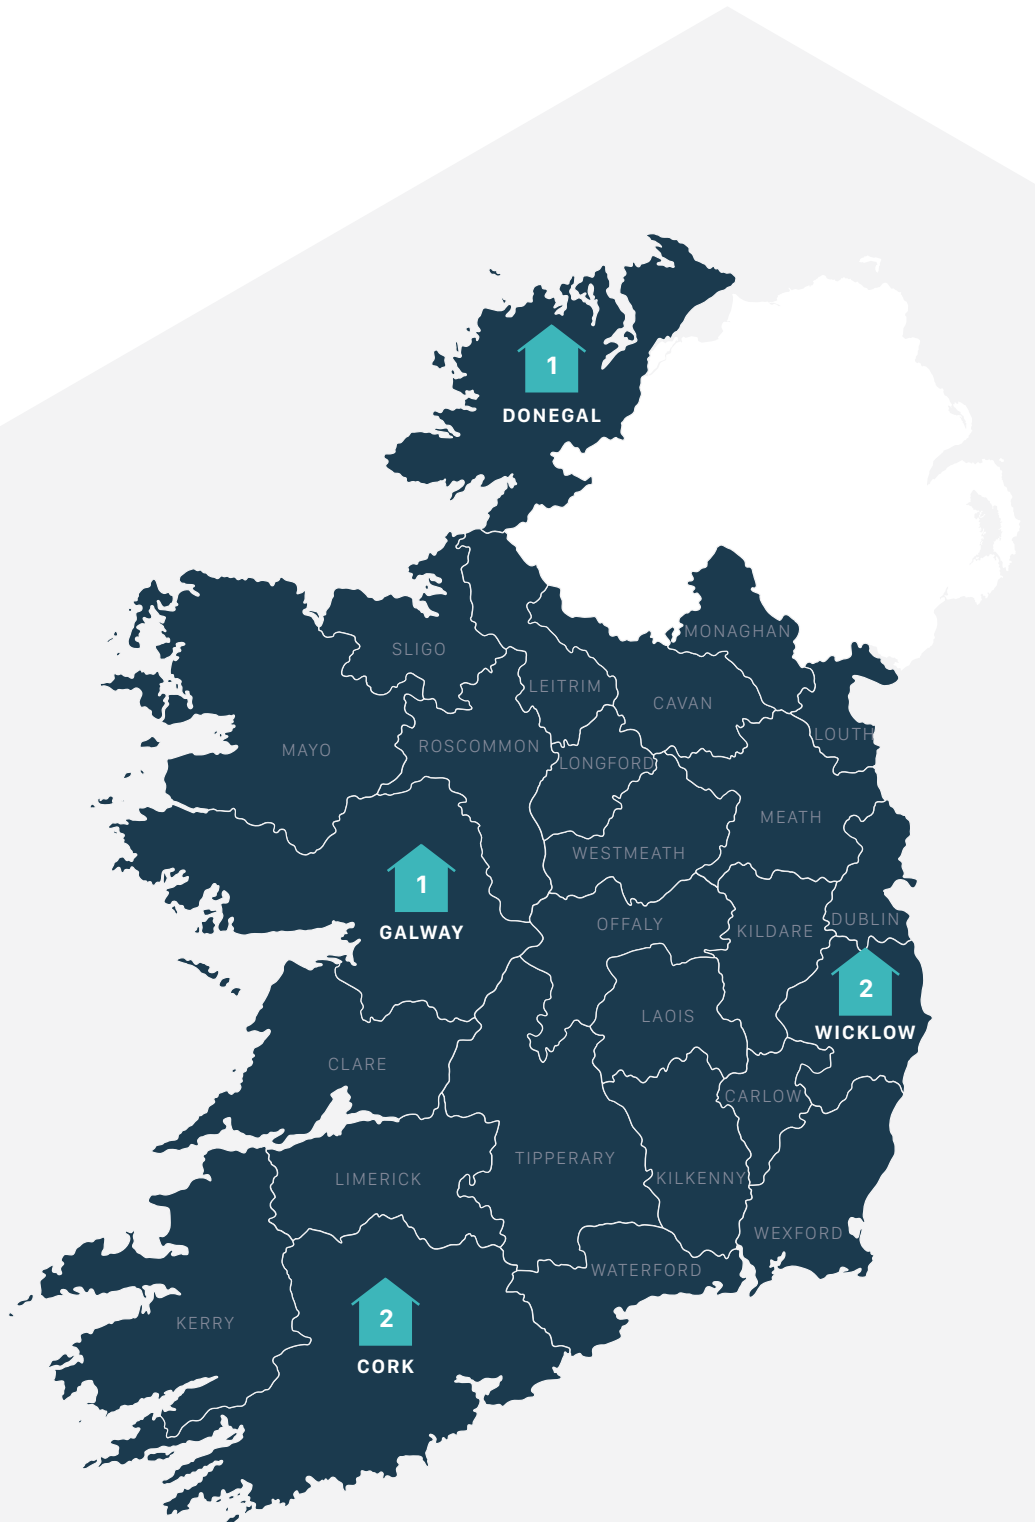 1
DONEGAL
MONAGHAN
SLIGO
LEITRIM
CAVAN
LOUTH
MAYO
ROSCOMMON
LONGFORD
MEATH
WESTMEATH
1
GALWAY
OFFALY
KILDARE
DUBLIN
2
WICKLOW
LAOIS
CLARE
CARLOW
TIPPERARY
LIMERICK
KILKENNY
WEXFORD
WATERFORD
KERRY
2
CORK